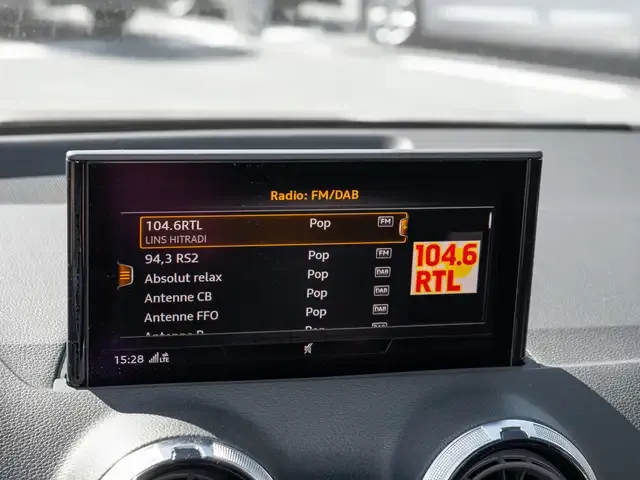 Radio: FM/DAB
104.6RTL Pop FM
LINS HITRADI
94,3 RS2 Pop FM
Absolut relax Pop DAB
Antenne CB Pop DAB
Antenne FFO Pop DAB
104.6
RTL
15:28 LTE